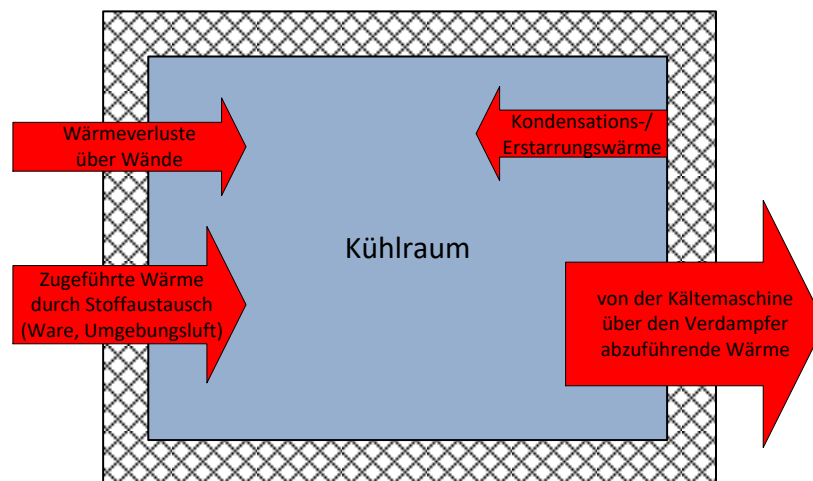 Wärmeverluste
über Wände
Kondensations-/
Erstarrungswärme
Kühlraum
Zugeführte Wärme
durch Stoffaustausch
(Ware, Umgebungsluft)
von der Kältemaschine
über den Verdampfer
abzuführende Wärme